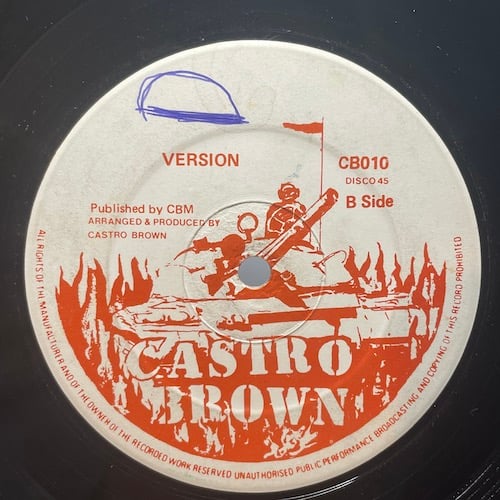 VERSION
CB010
DISCO 45
B Side
Published by CBM
ARRANGED & PRODUCED BY
CASTRO BROWN
CASTRO
BROWN
ALL RIGHTS OF THE MANUFACTURER AND OF THE OWNER OF THE RECORDED WORK RESERVED UNAUTHORISED PUBLIC PERFORMANCE BROADCASTING AND COPYING OF THIS RECORD PROHIBITED